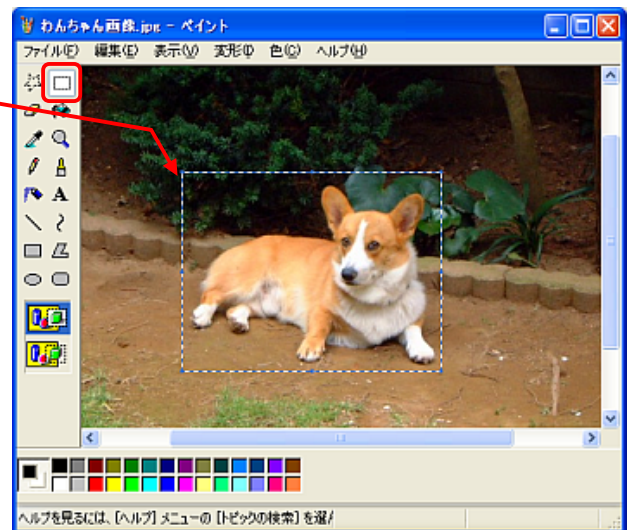 わんちゃん画像.jpg - ペイント
ファイル(F) 編集(E) 表示(V) 変形(I) 色(C) ヘルプ(H)
A
ヘルプを見るには、[ヘルプ] メニューの [トピックの検索] を選